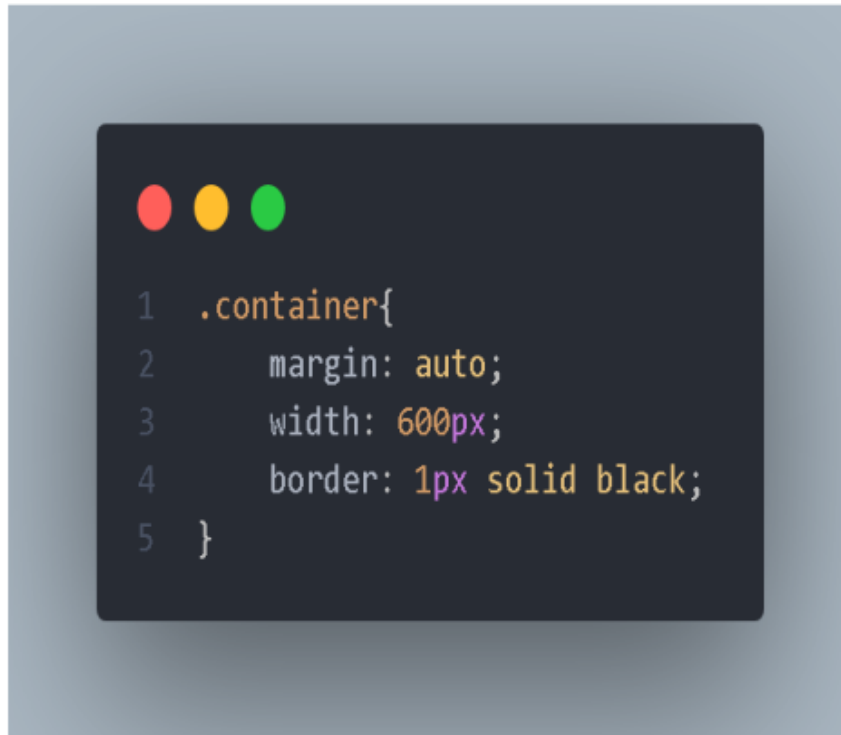 1 .container{
2     margin: auto;
3     width: 600px;
4     border: 1px solid black;
5 }